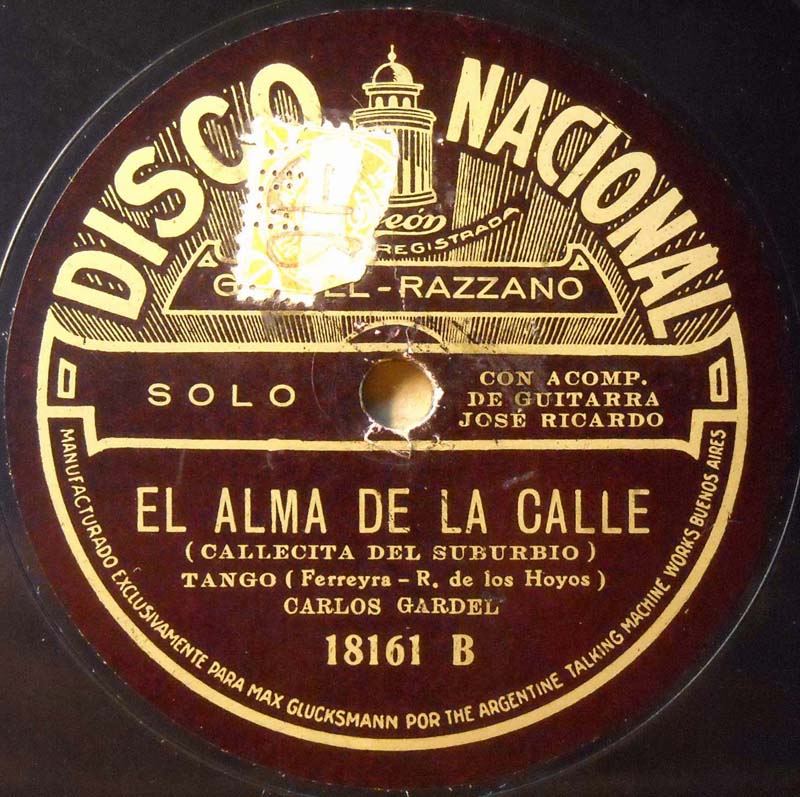 DISCO NACIONAL
REGISTRADA
RAZZANO
SOLO
CON ACOMP.
DE GUITARRA
JOSÉ RICARDO
EL ALMA DE LA CALLE
(CALLECITA DEL SUBURBIO)
TANGO (Ferreyra - R. de los Hoyos)
CARLOS GARDEL
18161 B
MANUFACTURADO EXCLUSIVAMENTE PARA MAX GLUCKSMANN POR THE ARGENTINE TALKING MACHINE WORKS BUENOS AIRES